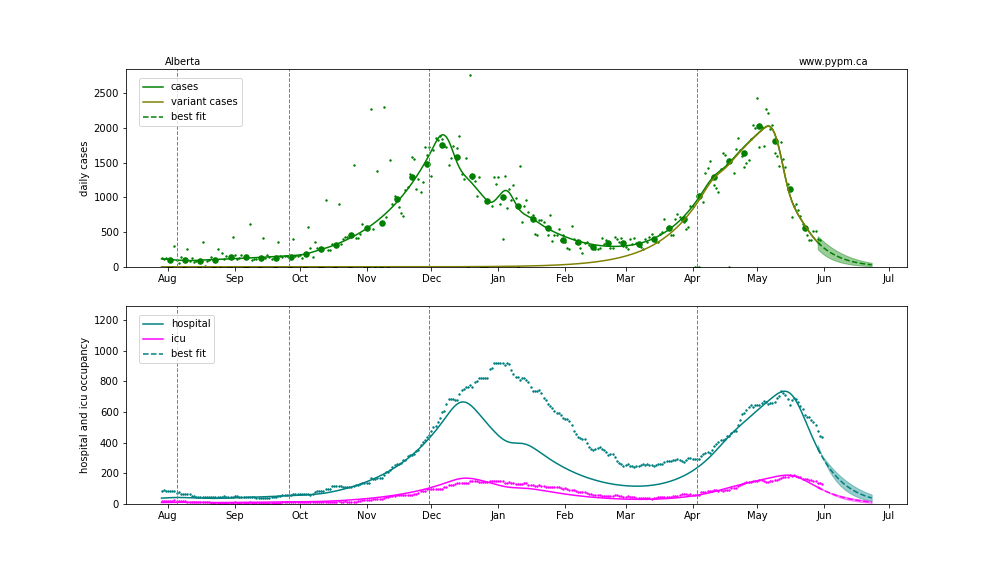 Alberta
www.pypm.ca
daily cases
2500
2000
1500
1000
500
0
cases
variant cases
best fit
Aug Sep Oct Nov Dec Jan Feb Mar Apr May Jun Jul
hospital and icu occupancy
1200
1000
800
600
400
200
0
hospital
icu
best fit
Aug Sep Oct Nov Dec Jan Feb Mar Apr May Jun Jul